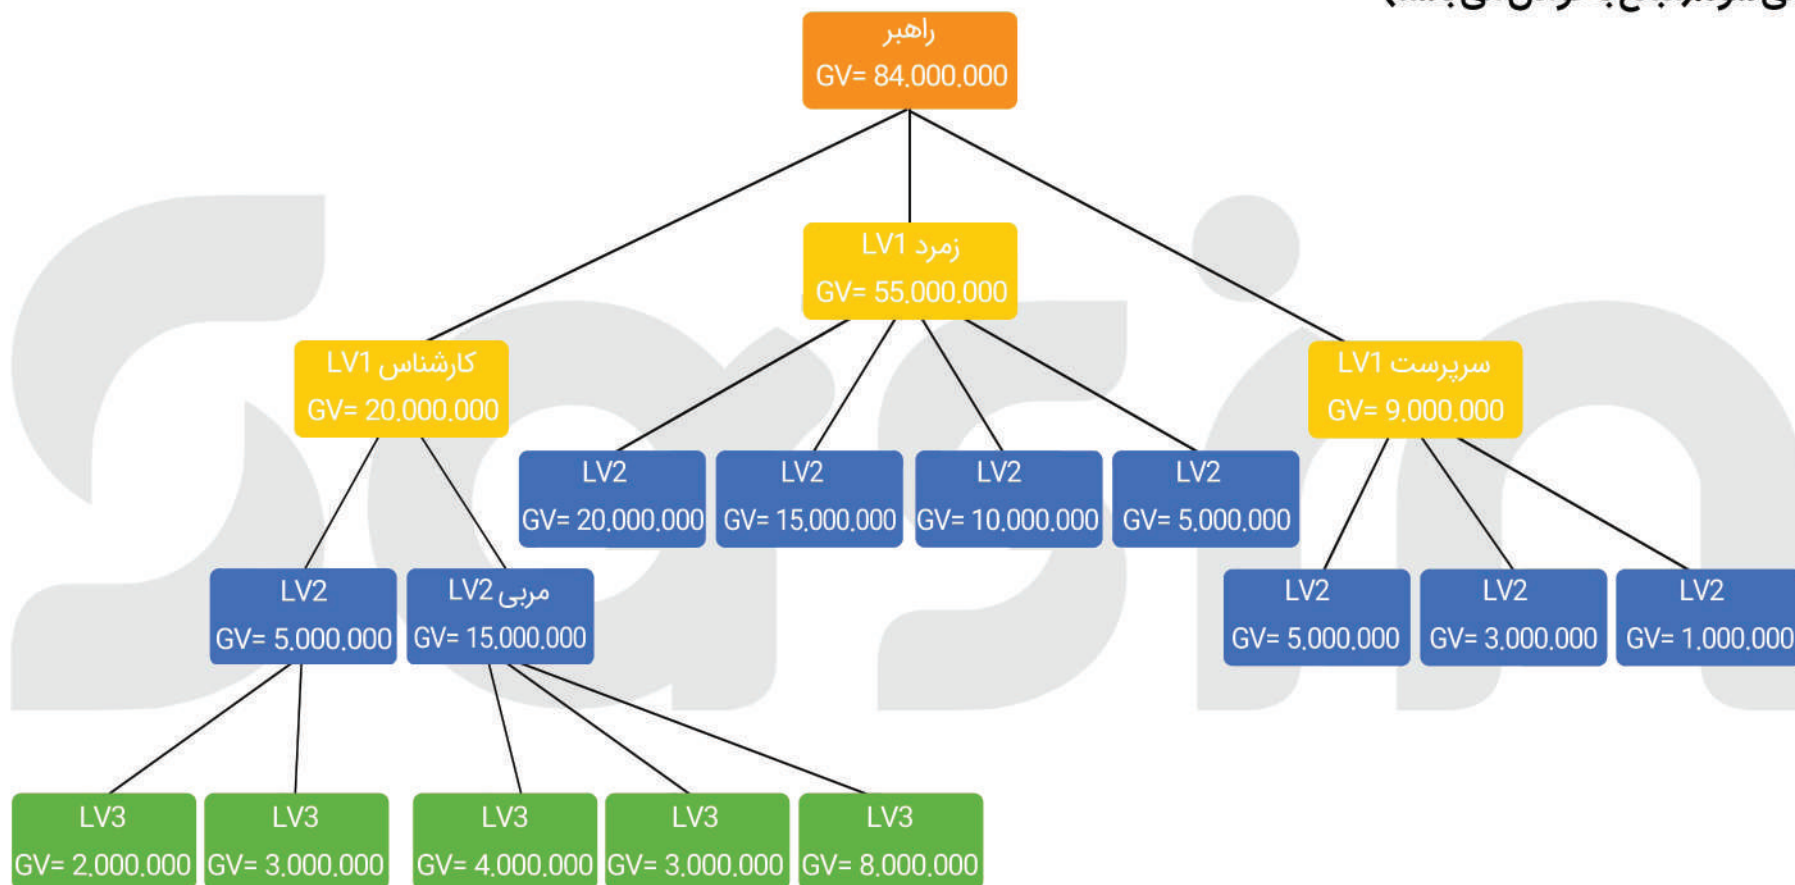 راهبر
GV= 84.000.000
زمرد LV1
GV= 55.000.000
کارشناس LV1
GV= 20.000.000
سرپرست LV1
GV= 9.000.000
LV2
GV= 20.000.000
LV2
GV= 15.000.000
LV2
GV= 10.000.000
LV2
GV= 5.000.000
LV2
GV= 5.000.000
مربی LV2
GV= 15.000.000
LV2
GV= 5.000.000
LV2
GV= 3.000.000
LV2
GV= 1.000.000
LV3
GV= 2.000.000
LV3
GV= 3.000.000
LV3
GV= 4.000.000
LV3
GV= 3.000.000
LV3
GV= 8.000.000